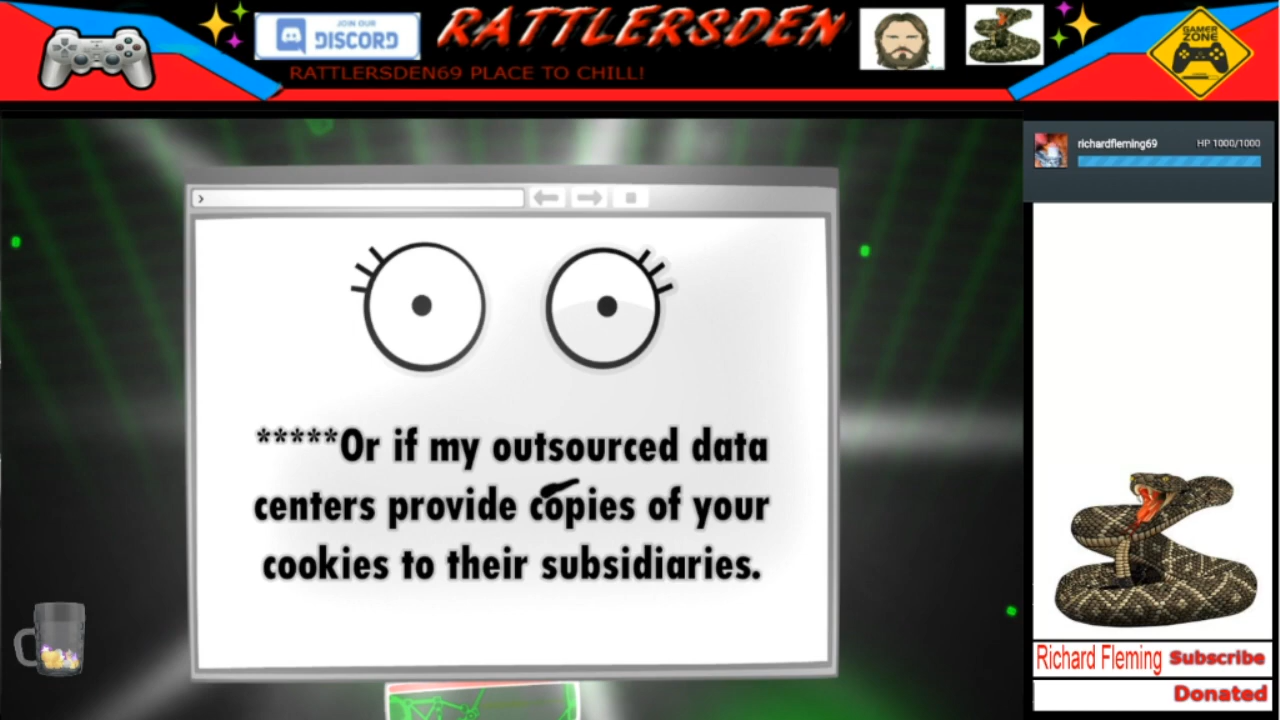 JOIN OUR
DISCORD
RATTLERSDEN
RATTLERSDEN69 PLACE TO CHILL!
GAMER
ZONE
richardfleming69 HP 1000/1000
>
*****Or if my outsourced data
centers provide copies of your
cookies to their subsidiaries.
Richard Fleming Subscribe
Donated